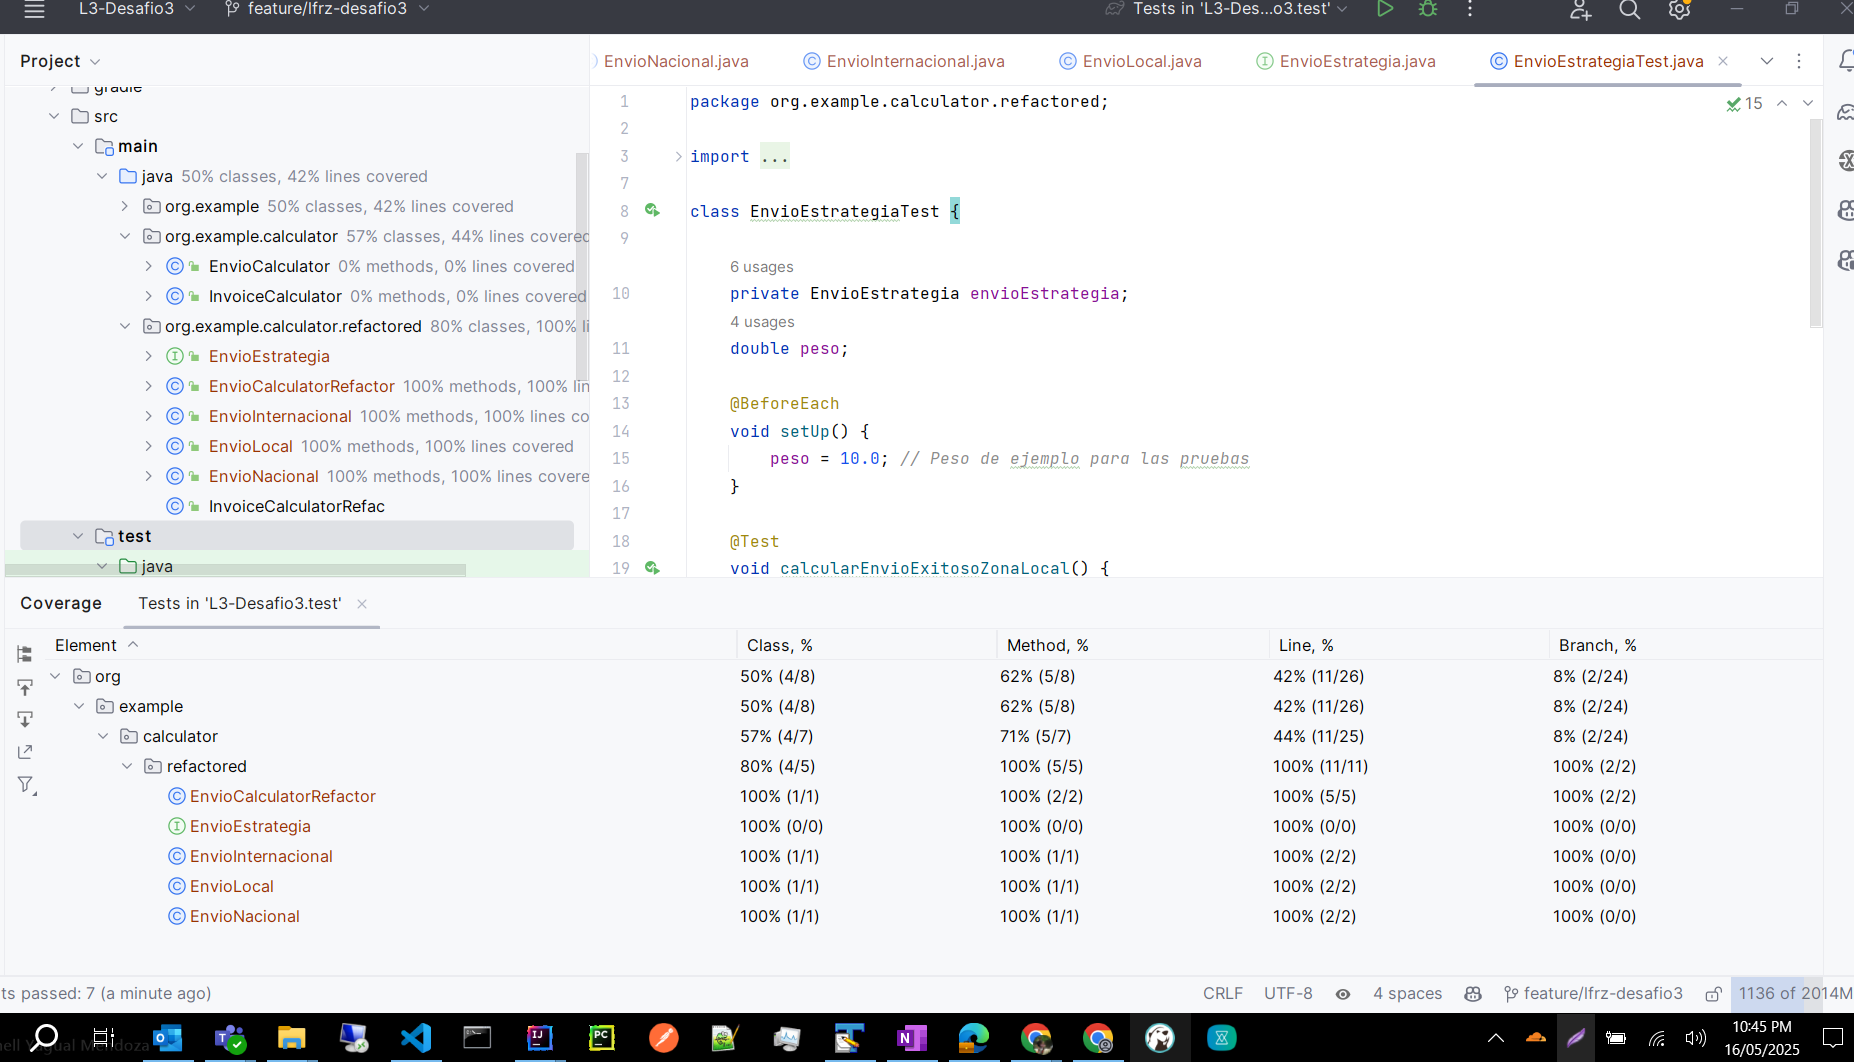 L3-Desafio3 feature/lfrz-desafio3 Tests in 'L3-Des...o3.test'
Project
EnvioNacional.java EnvioInternacional.java EnvioLocal.java EnvioEstrategia.java EnvioEstrategiaTest.java
gradle
src
main
java 50% classes, 42% lines covered
org.example 50% classes, 42% lines covered
org.example.calculator 57% classes, 44% lines covered
EnvioCalculator 0% methods, 0% lines covered
InvoiceCalculator 0% methods, 0% lines covered
org.example.calculator.refactored 80% classes, 100% li
EnvioEstrategia
EnvioCalculatorRefactor 100% methods, 100% lin
EnvioInternacional 100% methods, 100% lines co
EnvioLocal 100% methods, 100% lines covered
EnvioNacional 100% methods, 100% lines covere
InvoiceCalculatorRefac
test
java
15
1 package org.example.calculator.refactored;
2
3 import ...
7
8 class EnvioEstrategiaTest {
9
6 usages
10 private EnvioEstrategia envioEstrategia;
4 usages
11 double peso;
12
13 @BeforeEach
14 void setUp() {
15 peso = 10.0; // Peso de ejemplo para las pruebas
16 }
17
18 @Test
19 void calcularEnvioExitosoZonaLocal() {
Coverage Tests in 'L3-Desafio3.test'
Element Class, % Method, % Line, % Branch, %
org 50% (4/8) 62% (5/8) 42% (11/26) 8% (2/24)
example 50% (4/8) 62% (5/8) 42% (11/26) 8% (2/24)
calculator 57% (4/7) 71% (5/7) 44% (11/25) 8% (2/24)
refactored 80% (4/5) 100% (5/5) 100% (11/11) 100% (2/2)
EnvioCalculatorRefactor 100% (1/1) 100% (2/2) 100% (5/5) 100% (2/2)
EnvioEstrategia 100% (0/0) 100% (0/0) 100% (0/0) 100% (0/0)
EnvioInternacional 100% (1/1) 100% (1/1) 100% (2/2) 100% (0/0)
EnvioLocal 100% (1/1) 100% (1/1) 100% (2/2) 100% (0/0)
EnvioNacional 100% (1/1) 100% (1/1) 100% (2/2) 100% (0/0)
ts passed: 7 (a minute ago) CRLF UTF-8 4 spaces feature/lfrz-desafio3 1136 of 2014M
10:45 PM
16/05/2025